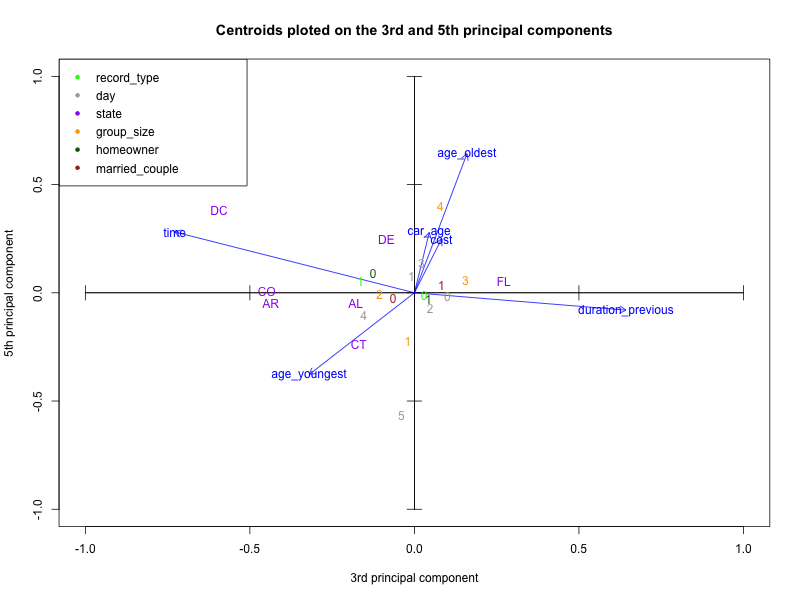 Centroids ploted on the 3rd and 5th principal components
record_type
day
state
group_size
homeowner
married_couple
1.0
0.5
0.0
-0.5
-1.0
5th principal component
age_oldest
4
DC
time
car_age
cost
DE
3
0
1
1
3
FL
1
CO
2
0
0
1
0
AR
AL
2
duration_previous
4
1
CT
age_youngest
5
-1.0
-0.5
0.0
0.5
1.0
3rd principal component